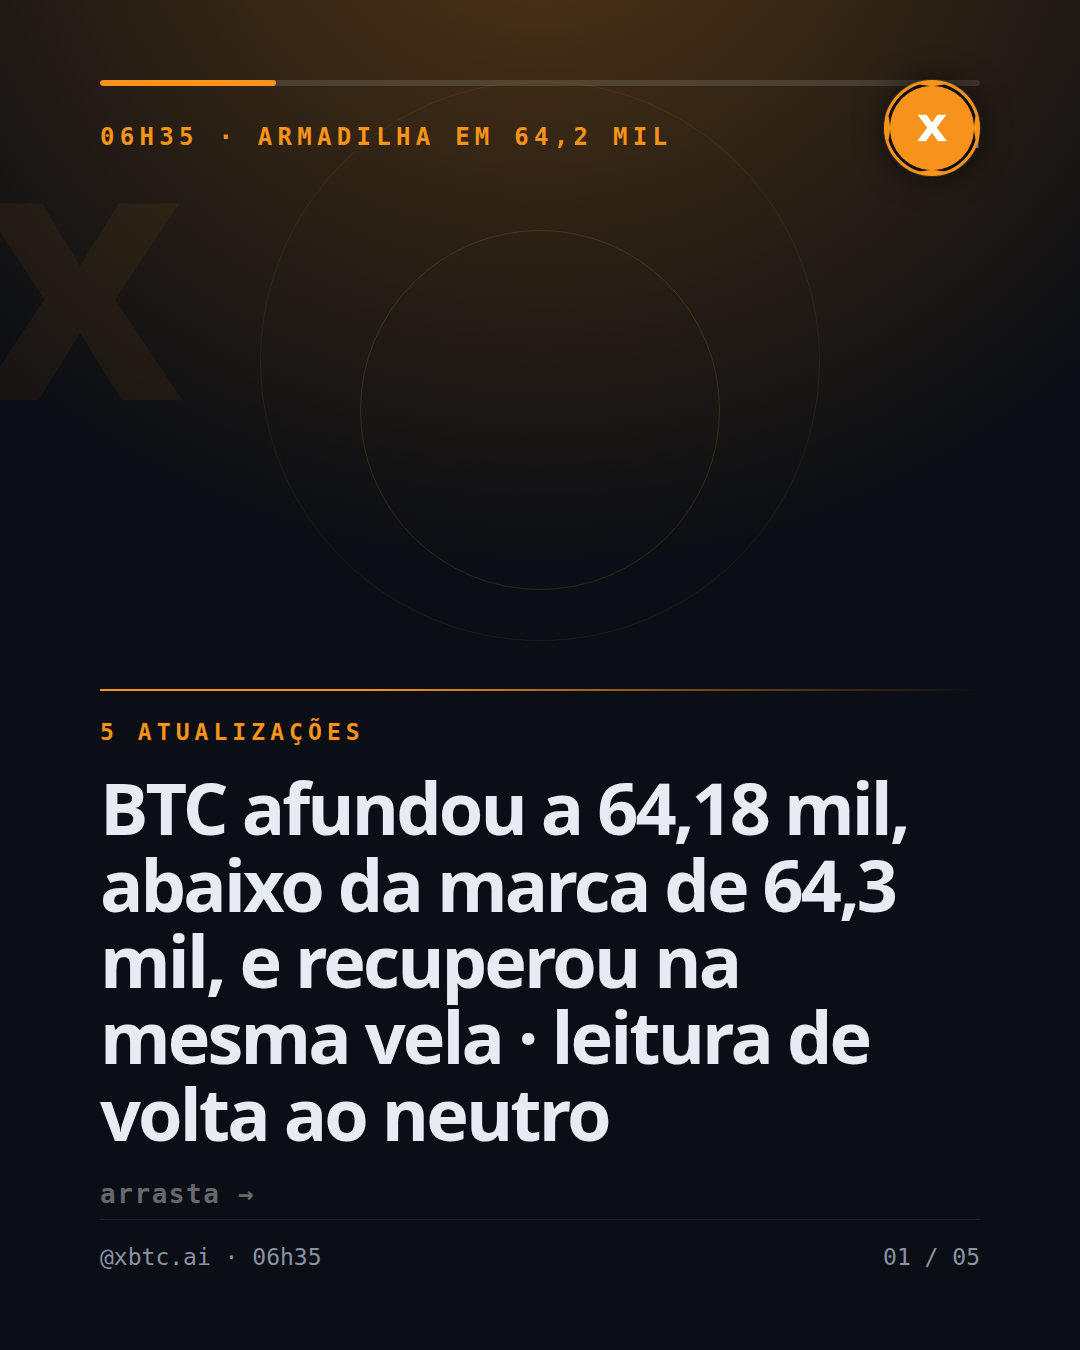 06H35 · ARMADILHA EM 64,2 MIL
x
x
5 ATUALIZAÇÕES
BTC afundou a 64,18 mil,
abaixo da marca de 64,3
mil, e recuperou na
mesma vela · leitura de
volta ao neutro
arrasta →
@xbtc.ai · 06h35
01 / 05